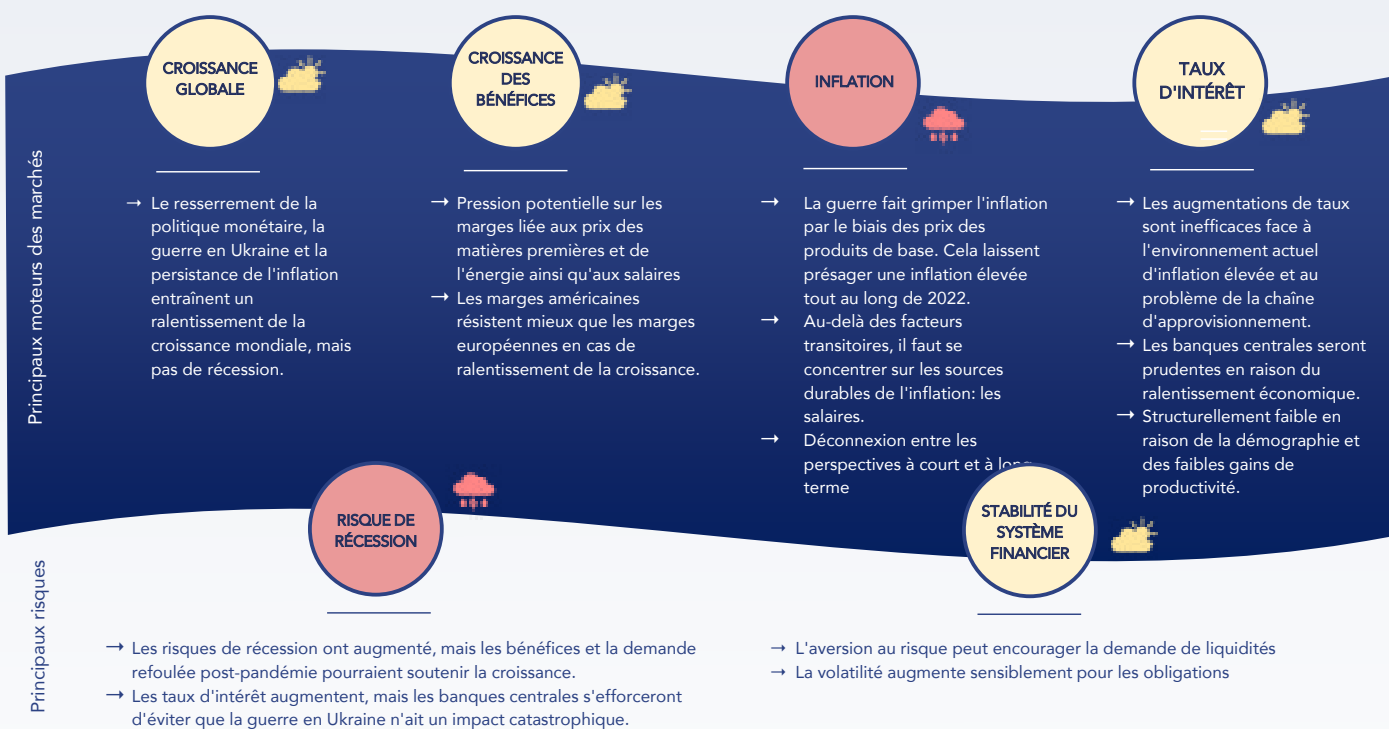 Principaux moteurs des marchés
CROISSANCE
GLOBALE
→ Le resserrement de la
politique monétaire, la
guerre en Ukraine et la
persistance de l'inflation
entraînent un
ralentissement de la
croissance mondiale, mais
pas de récession.
CROISSANCE
DES
BÉNÉFICES
→ Pression potentielle sur les
marges liée aux prix des
matières premières et de
l'énergie ainsi qu'aux salaires
→ Les marges américaines
résistent mieux que les marges
européennes en cas de
ralentissement de la croissance.
INFLATION
→ La guerre fait grimper l'inflation
par le biais des prix des
produits de base. Cela laissent
présager une inflation élevée
tout au long de 2022.
→ Au-delà des facteurs
transitoires, il faut se
concentrer sur les sources
durables de l'inflation: les
salaires.
→ Déconnexion entre les
perspectives à court et à long
terme
TAUX
D'INTÉRÊT
→ Les augmentations de taux
sont inefficaces face à
l'environnement actuel
d'inflation élevée et au
problème de la chaîne
d'approvisionnement.
→ Les banques centrales seront
prudentes en raison du
ralentissement économique.
→ Structurellement faible en
raison de la démographie et
des faibles gains de
productivité.
Principaux risques
RISQUE DE
RÉCESSION
→ Les risques de récession ont augmenté, mais les bénéfices et la demande
refoulée post-pandémie pourraient soutenir la croissance.
→ Les taux d'intérêt augmentent, mais les banques centrales s'efforceront
d'éviter que la guerre en Ukraine n'ait un impact catastrophique.
STABILITÉ DU
SYSTÈME
FINANCIER
→ L'aversion au risque peut encourager la demande de liquidités
→ La volatilité augmente sensiblement pour les obligations